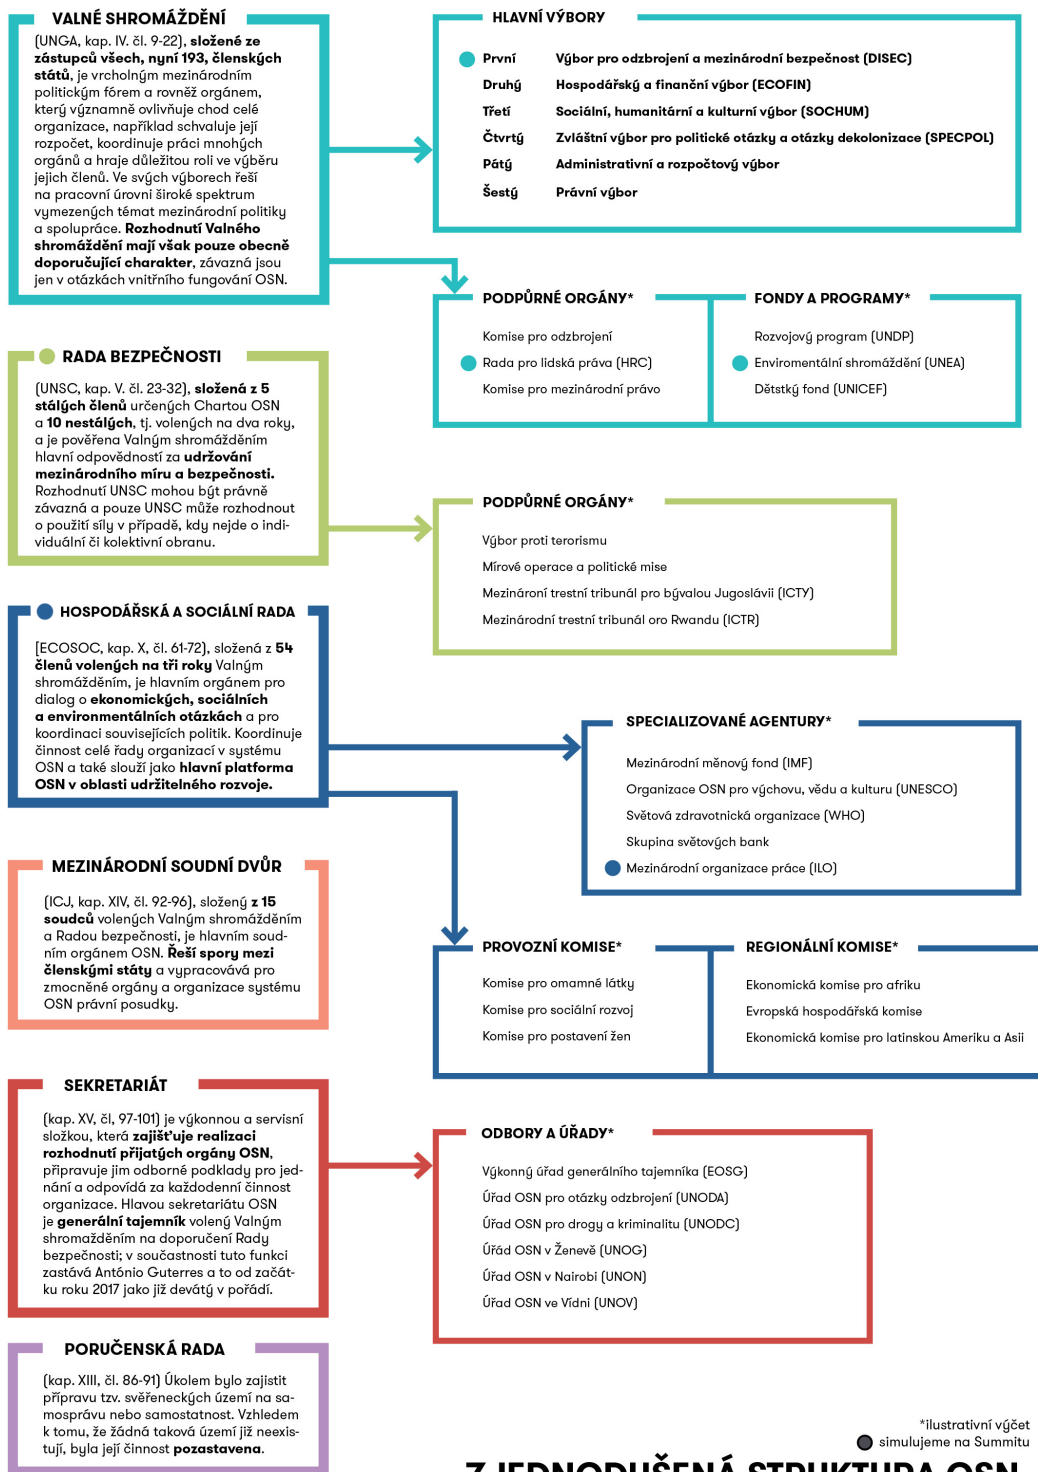 VALNÉ SHROMÁŽDĚNÍ
(UNGA, kap. IV. čl. 9-22), složené ze
zástupců všech, nyní 193, členských
států, je vrcholným mezinárodním
politickým fórem a rovněž orgánem,
který významně ovlivňuje chod celé
organizace, například schvaluje její
rozpočet, koordinuje práci mnohých
orgánů a hraje důležitou roli ve výběru
jejich členů. Ve svých výborech řeší
na pracovní úrovni široké spektrum
vymezených témat mezinárodní politiky
a spolupráce. Rozhodnutí Valného
shromáždění mají však pouze obecně
doporučující charakter, závazná jsou
jen v otázkách vnitřního fungování OSN.
HLAVNÍ VÝBORY
První Výbor pro odzbrojení a mezinárodní bezpečnost (DISEC)
Druhý Hospodářský a finanční výbor (ECOFIN)
Třetí Sociální, humanitární a kulturní výbor (SOCHUM)
Čtvrtý Zvláštní výbor pro politické otázky a otázky dekolonizace (SPECPOL)
Pátý Administrativní a rozpočtový výbor
Šestý Právní výbor
PODPŮRNÉ ORGÁNY*
Komise pro odzbrojení
Rada pro lidská práva (HRC)
Komise pro mezinárodní právo
FONDY A PROGRAMY*
Rozvojový program (UNDP)
Enviromentální shromáždění (UNEA)
Dětstký fond (UNICEF)
RADA BEZPEČNOSTI
(UNSC, kap. V. čl. 23-32), složená z 5
stálých členů určených Chartou OSN
a 10 nestálých, tj. volených na dva roky,
a je pověřena Valným shromážděním
hlavní odpovědností za udržování
mezinárodního míru a bezpečnosti.
Rozhodnutí UNSC mohou být právně
závazná a pouze UNSC může rozhodnout
o použití síly v případě, kdy nejde o indi-
viduální či kolektivní obranu.
PODPŮRNÉ ORGÁNY*
Výbor proti terorismu
Mírové operace a politické mise
Mezinároní trestní tribunál pro bývalou Jugoslávii (ICTY)
Mezinárodní trestní tribunál oro Rwandu (ICTR)
HOSPODÁŘSKÁ A SOCIÁLNÍ RADA
[ECOSOC, kap. X, čl. 61-72), složená z 54
členů volených na tři roky Valným
shromážděním, je hlavním orgánem pro
dialog o ekonomických, sociálních
a environmentálních otázkách a pro
koordinaci souvisejících politik. Koordinuje
činnost celé řady organizací v systému
OSN a také slouží jako hlavní platforma
OSN v oblasti udržitelného rozvoje.
SPECIALIZOVANÉ AGENTURY*
Mezinárodní měnový fond (IMF)
Organizace OSN pro výchovu, vědu a kulturu (UNESCO)
Světová zdravotnická organizace (WHO)
Skupina světových bank
Mezinárodní organizace práce (ILO)
PROVOZNÍ KOMISE*
Komise pro omamné látky
Komise pro sociální rozvoj
Komise pro postavení žen
REGIONÁLNÍ KOMISE*
Ekonomická komise pro afriku
Evropská hospodářská komise
Ekonomická komise pro latinskou Ameriku a Asii
MEZINÁRODNÍ SOUDNÍ DVŮR
(ICJ, kap. XIV, čl. 92-96), složený z 15
soudců volených Valným shromážděním
a Radou bezpečnosti, je hlavním soud-
ním orgánem OSN. Řeší spory mezi
členskými státy a vypracovává pro
zmocněné orgány a organizace systému
OSN právní posudky.
SEKRETARIÁT
(kap. XV, čl, 97-101) je výkonnou a servisní
složkou, která zajišťuje realizaci
rozhodnutí přijatých orgány OSN,
připravuje jim odborné podklady pro jed-
nání a odpovídá za každodenní činnost
organizace. Hlavou sekretariátu OSN
je generální tajemník volený Valným
shromažděním na doporučení Rady
bezpečnosti; v součastnosti tuto funkci
zastává António Guterres a to od začát-
ku roku 2017 jako již devátý v pořádí.
ODBORY A ÚŘADY*
Výkonný úřad generálního tajemníka (EOSG)
Úřad OSN pro otázky odzbrojení (UNODA)
Úřad OSN pro drogy a kriminalitu (UNODC)
Úřád OSN v Ženevě (UNOG)
Úřad OSN v Nairobi (UNON)
Úřad OSN ve Vídni (UNOV)
PORUČENSKÁ RADA
(kap. XIII, čl. 86-91) Úkolem bylo zajistit
přípravu tzv. svěřeneckých území na sa-
mosprávu nebo samostatnost. Vzhledem
k tomu, že žádná taková území již neexis-
tují, byla její činnost pozastavena.
*ilustrativní výčet
simulujeme na Summitu
ZJEDNODUŠENÁ STRUKTURA OSN